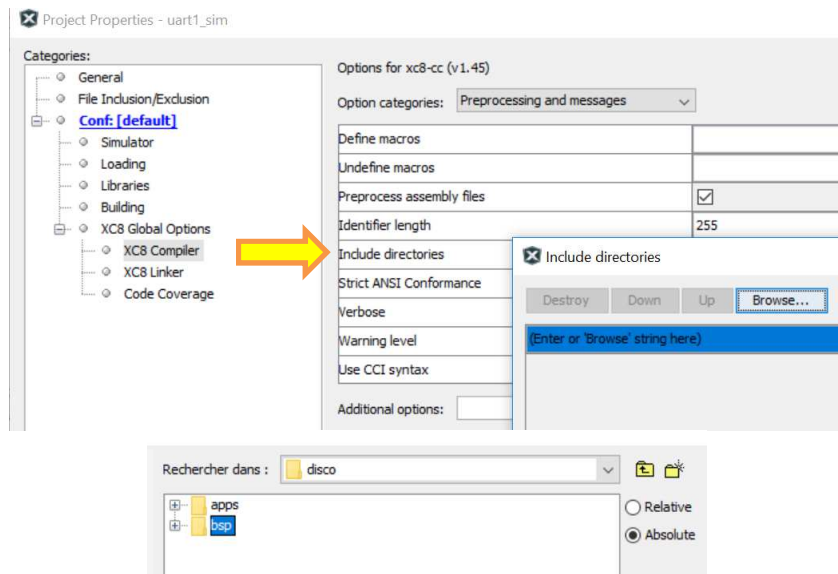 Project Properties - uart1_sim
Categories:
General
File Inclusion/Exclusion
Conf: [default]
Simulator
Loading
Libraries
Building
XC8 Global Options
XC8 Compiler
XC8 Linker
Code Coverage
Options for xc8-cc (v1.45)
Option categories: Preprocessing and messages
Define macros
Undefine macros
Preprocess assembly files
Identifier length 255
Include directories
Strict ANSI Conformance
Verbose
Warning level
Use CCI syntax
Additional options:
Include directories
Destroy Down Up Browse...
(Enter or 'Browse' string here)
Rechercher dans : disco
apps
bsp
Relative
Absolute